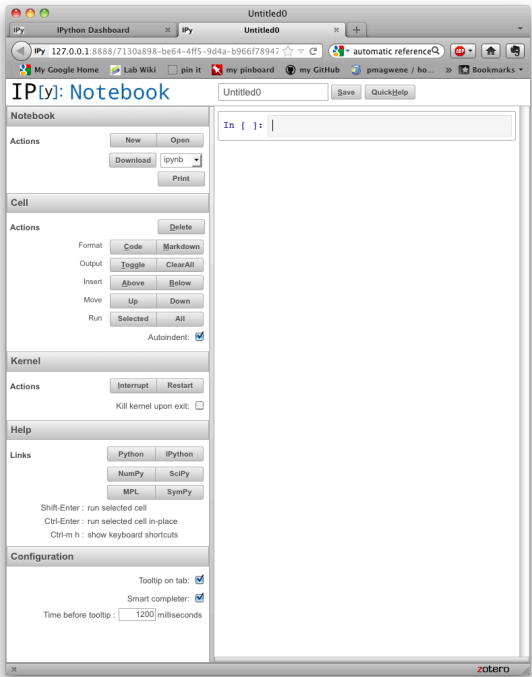 Untitled0
IP[y]: IPython Dashboard × IP[y]: Untitled0 × +
IP[y]: 127.0.0.1:8888/7130a898-be64-4ff5-9d4a-b966f78947 automatic reference
My Google Home Lab Wiki pin it my pinboard my GitHub pmagwene / ho... » Bookmarks
IP[y]: Notebook
Untitled0 Save QuickHelp
Notebook
Actions New Open
Download ipynb
Print
In [ ]:
Cell
Actions Delete
Format Code Markdown
Output Toggle ClearAll
Insert Above Below
Move Up Down
Run Selected All
Autoindent:
Kernel
Actions Interrupt Restart
Kill kernel upon exit:
Help
Links Python IPython
NumPy SciPy
MPL SymPy
Shift-Enter : run selected cell
Ctrl-Enter : run selected cell in-place
Ctrl-m h : show keyboard shortcuts
Configuration
Tooltip on tab:
Smart completer:
Time before tooltip : 1200 milliseconds
× zotero